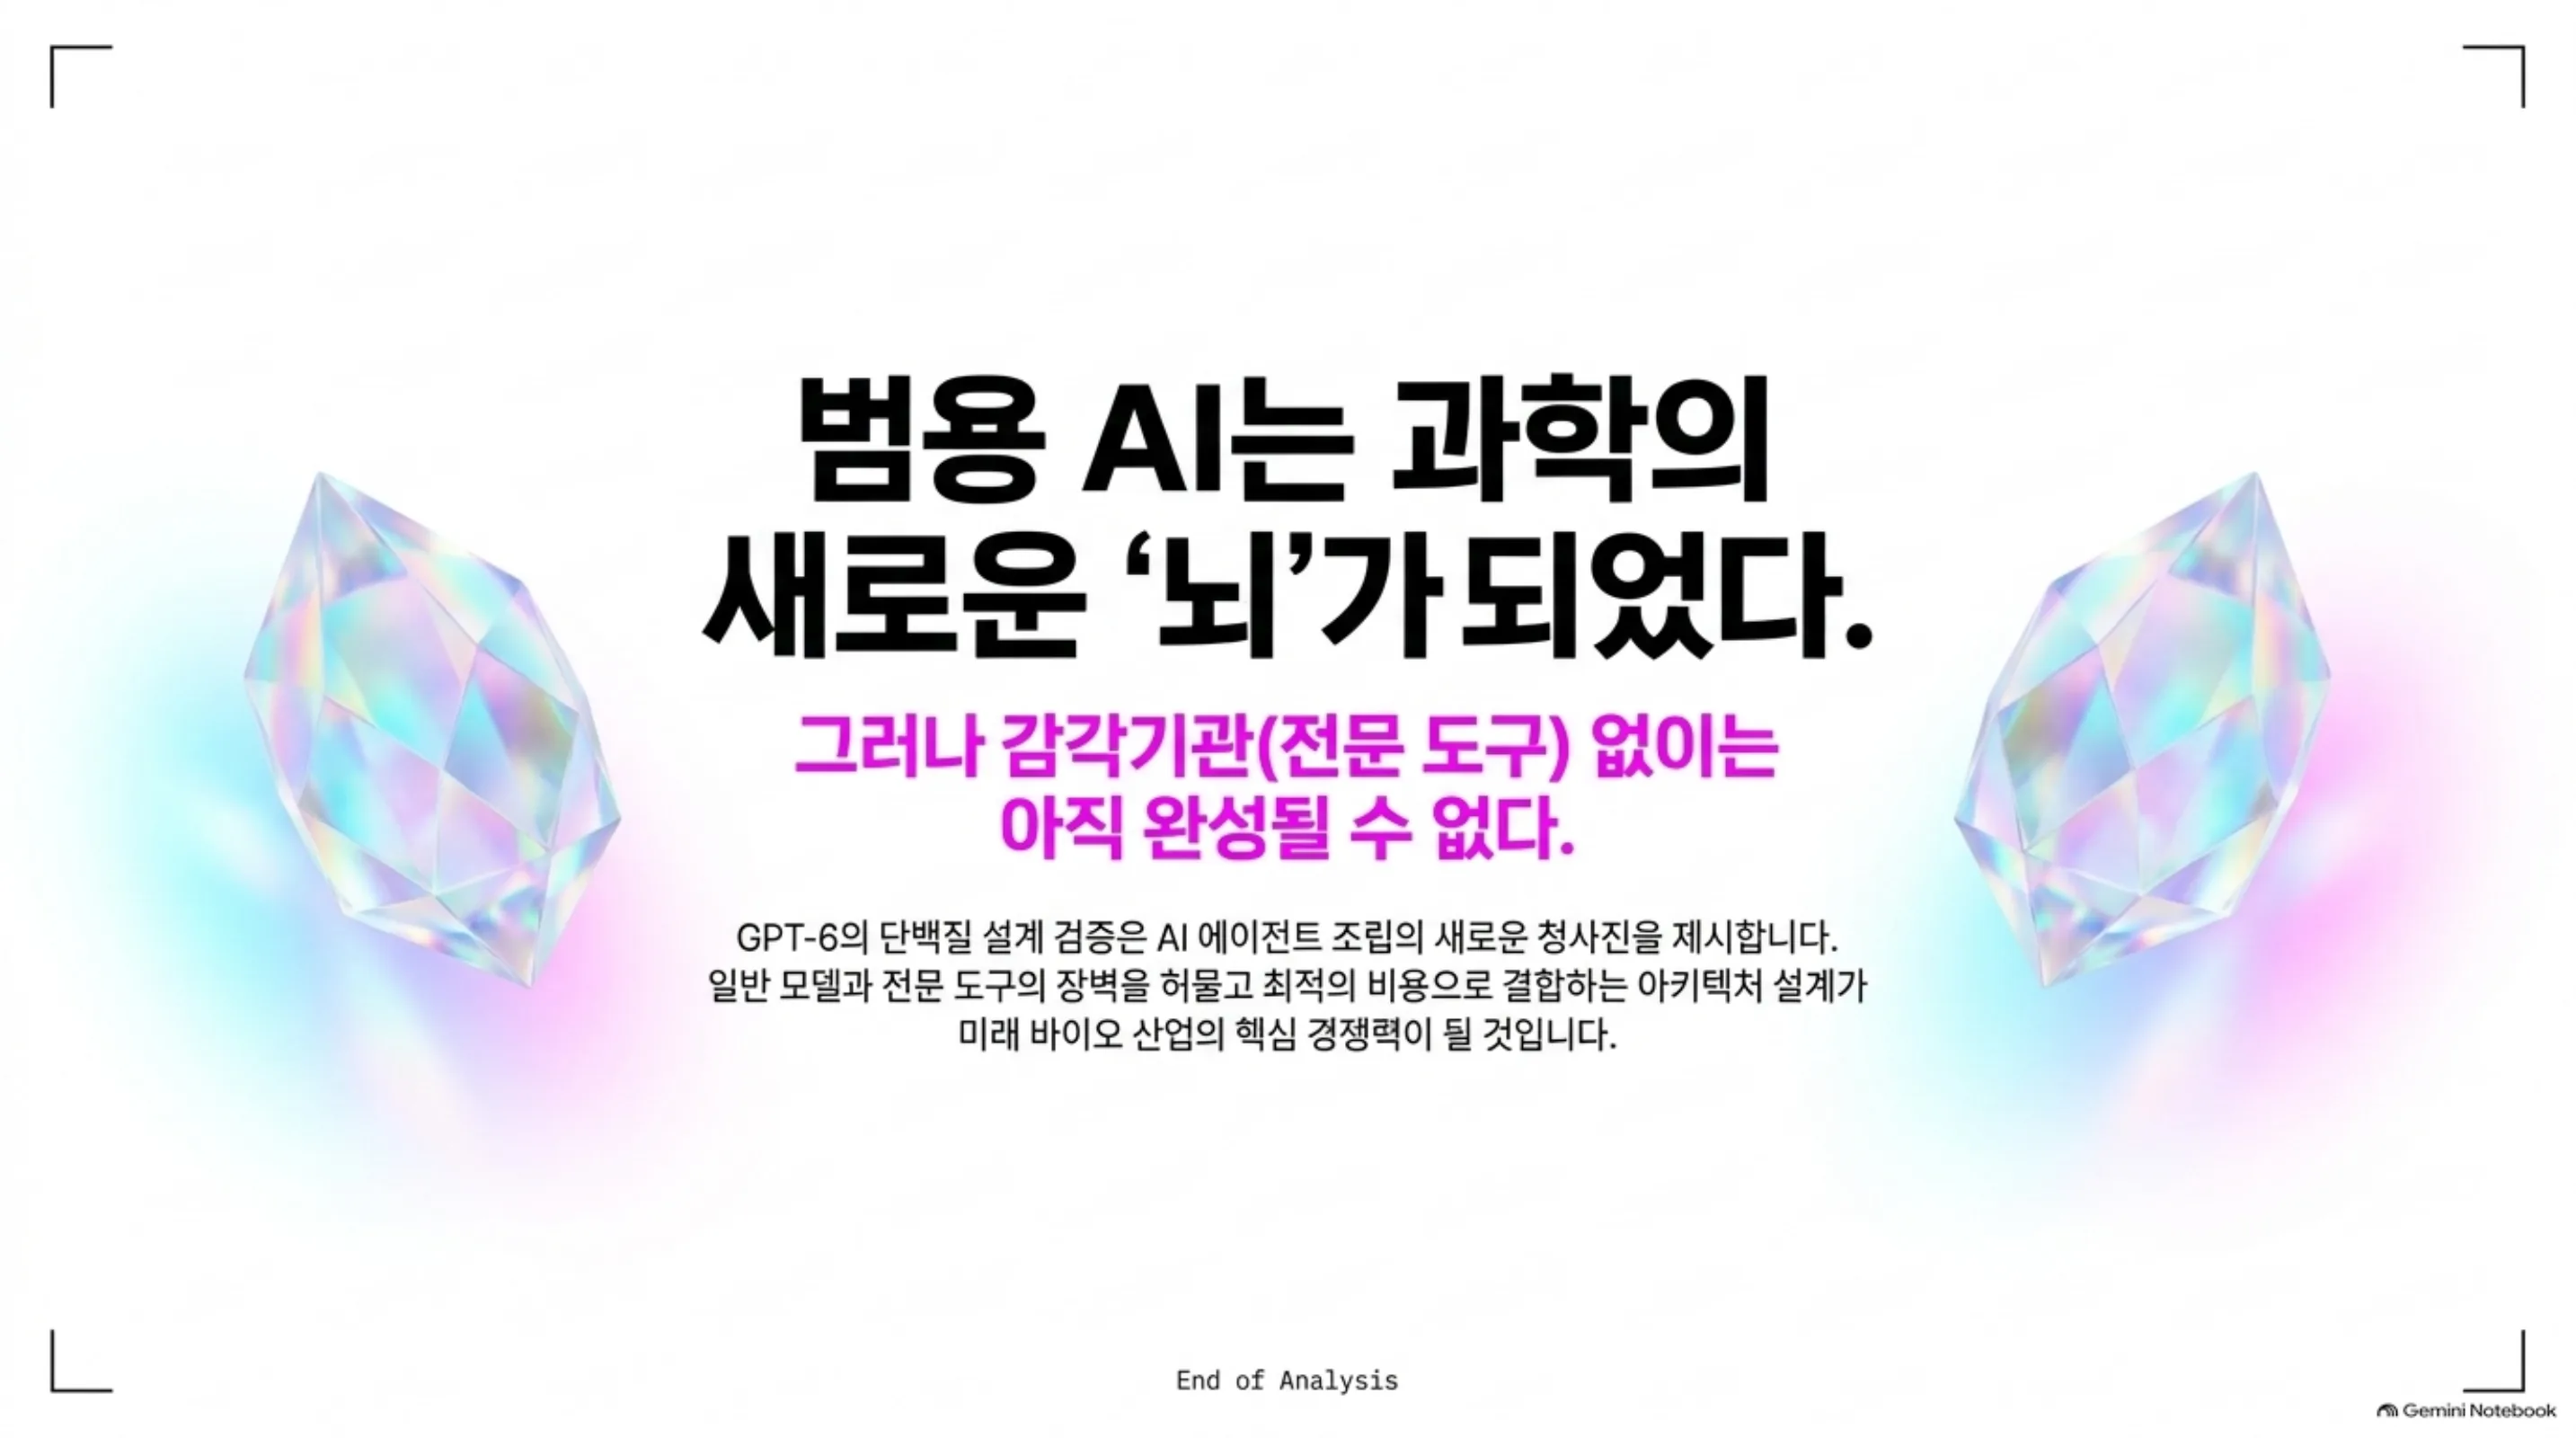 범용 AI는 과학의
새로운 ‘뇌’가 되었다.
그러나 감각기관(전문 도구) 없이는
아직 완성될 수 없다.
GPT-6의 단백질 설계 검증은 AI 에이전트 조립의 새로운 청사진을 제시합니다.
일반 모델과 전문 도구의 장벽을 허물고 최적의 비용으로 결합하는 아키텍처 설계가
미래 바이오 산업의 핵심 경쟁력이 될 것입니다.
End of Analysis
Gemini Notebook